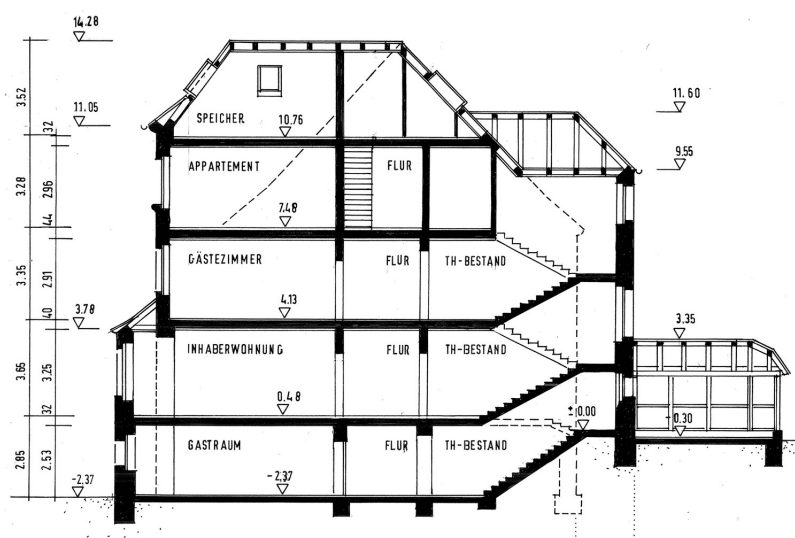 14.28
11.05
11.60
9.55
3.52
32
SPEICHER
10.76
APPARTEMENT
FLUR
3.28
2.96
44
7.48
GÄSTEZIMMER
FLUR
TH-BESTAND
3.35
2.91
40
4.13
3.78
3.35
INHABERWOHNUNG
FLUR
TH-BESTAND
3.65
3.25
32
0.48
± 0.00
- 0.30
GASTRAUM
FLUR
TH-BESTAND
2.85
2.53
-2.37
-2.37